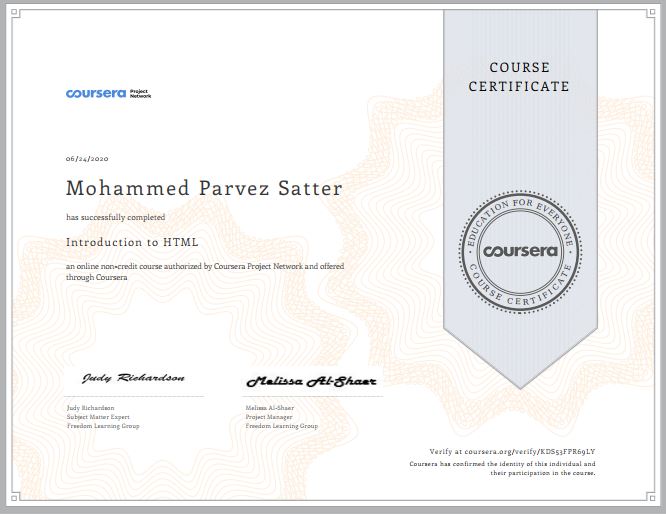 COURSE
CERTIFICATE
coursera Project
Network
06/24/2020
Mohammed Parvez Satter
has successfully completed
Introduction to HTML
an online non-credit course authorized by Coursera Project Network and offered
through Coursera
EDUCATION FOR EVERYONE
coursera
COURSE CERTIFICATE
Judy Richardson
Melissa Al-Shaer
Judy Richardson
Subject Matter Expert
Freedom Learning Group
Melissa Al-Shaer
Project Manager
Freedom Learning Group
Verify at coursera.org/verify/KDS53FPR69LY
Coursera has confirmed the identity of this individual and
their participation in the course.